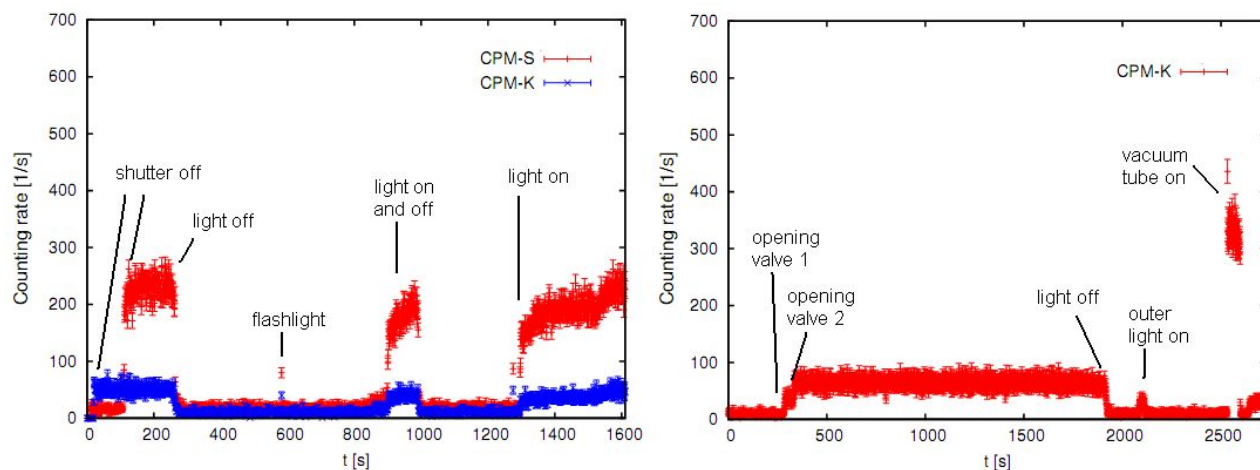 700
600
500
400
300
200
100
0
Counting rate [1/s]
CPM-S
CPM-K
shutter off
light off
flashlight
light on
and off
light on
0 200 400 600 800 1000 1200 1400 1600
t [s]
700
600
500
400
300
200
100
0
Counting rate [1/s]
CPM-K
vacuum
tube on
opening
valve 1
opening
valve 2
light off
outer
light on
0 500 1000 1500 2000 2500
t [s]